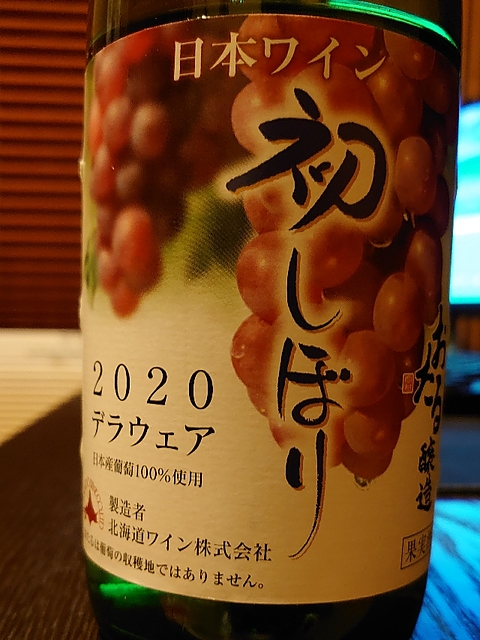 日本ワイン
初しぼり
おたる
醸造
2020
デラウェア
日本産葡萄100%使用
製造者
北海道ワイン株式会社
たるは葡萄の収穫地ではありません。
果実